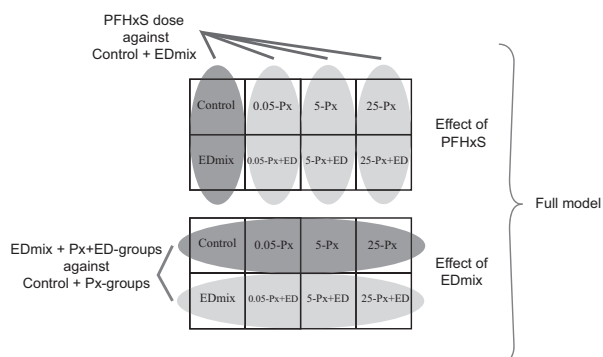 PFHxS dose
against
Control + EDmix
Control 0.05-Px 5-Px 25-Px
EDmix 0.05-Px+ED 5-Px+ED 25-Px+ED
Effect of
PFHxS
Full model
EDmix + Px+ED-groups
against
Control + Px-groups
Control 0.05-Px 5-Px 25-Px
EDmix 0.05-Px+ED 5-Px+ED 25-Px+ED
Effect of
EDmix